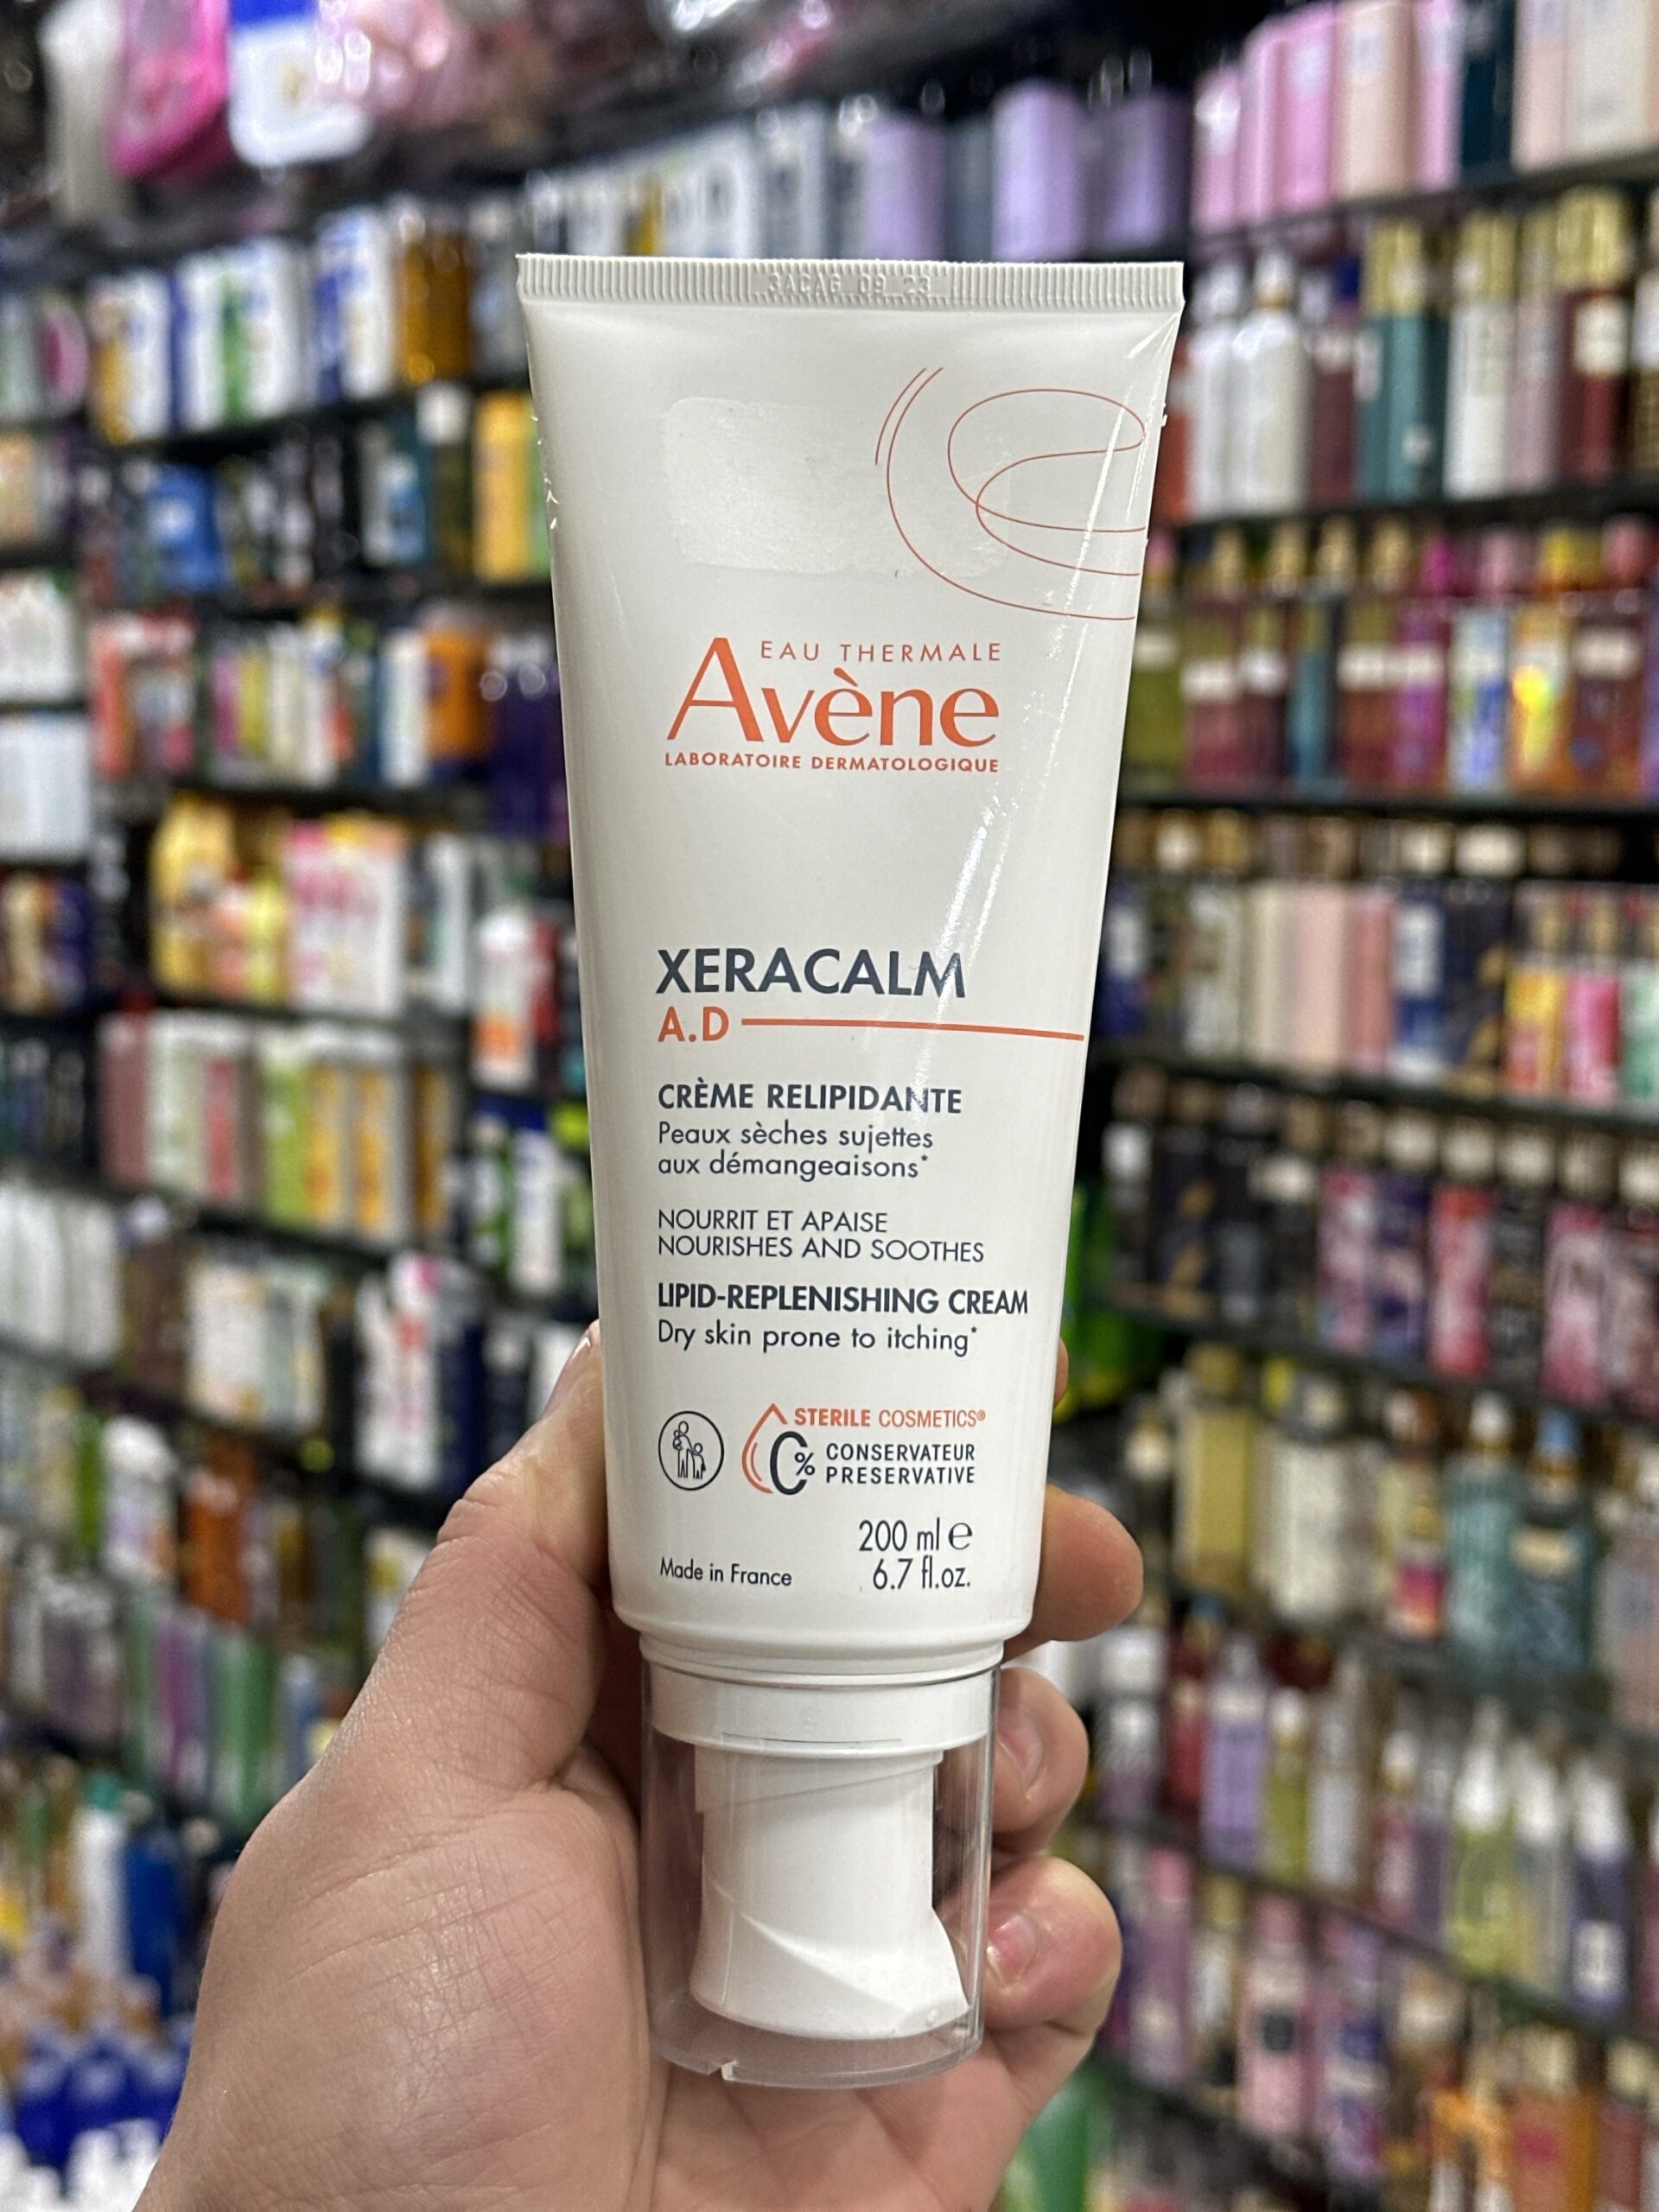 3ACA6 09 23
EAU THERMALE
Avène
LABORATOIRE DERMATOLOGIQUE
XERACALM
A.D
CRÈME RELIPIDANTE
Peaux sèches sujettes
aux démangeaisons*
NOURRIT ET APAISE
NOURISHES AND SOOTHES
LIPID-REPLENISHING CREAM
Dry skin prone to itching*
STERILE COSMETICS®
0% CONSERVATEUR
PRESERVATIVE
200 ml e
Made in France 6.7 fl.oz.